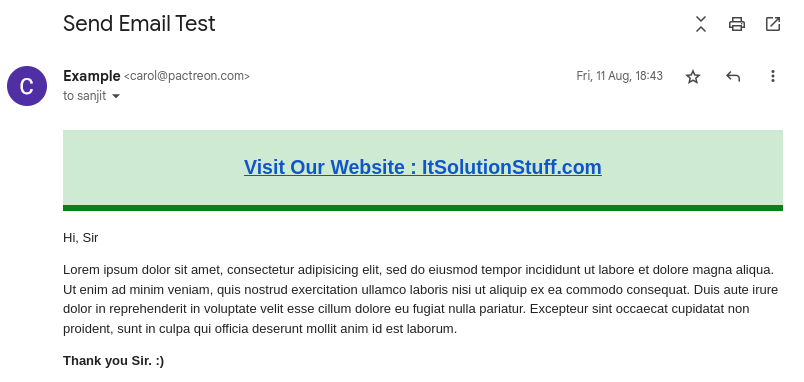 Send Email Test
C
Example <carol@pactreon.com>
Fri, 11 Aug, 18:43
to sanjit
Visit Our Website : ItSolutionStuff.com
Hi, Sir
Lorem ipsum dolor sit amet, consectetur adipisicing elit, sed do eiusmod tempor incididunt ut labore et dolore magna aliqua.
Ut enim ad minim veniam, quis nostrud exercitation ullamco laboris nisi ut aliquip ex ea commodo consequat. Duis aute irure
dolor in reprehenderit in voluptate velit esse cillum dolore eu fugiat nulla pariatur. Excepteur sint occaecat cupidatat non
proident, sunt in culpa qui officia deserunt mollit anim id est laborum.
Thank you Sir. :)